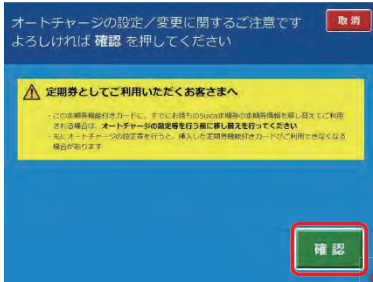 オートチャージの設定／変更に関するご注意です
よろしければ 確認 を押してください
取消
定期券としてご利用いただくお客さまへ
・この定期券機能付きカードに、すでにお持ちのSuica定期券の定期券情報を移し替えてご利用
される場合は、オートチャージの設定等を行う前に移し替えを行ってください
・先にオートチャージの設定等を行うと、挿入した定期券機能付きカードがご利用できなくなる
場合があります
確認